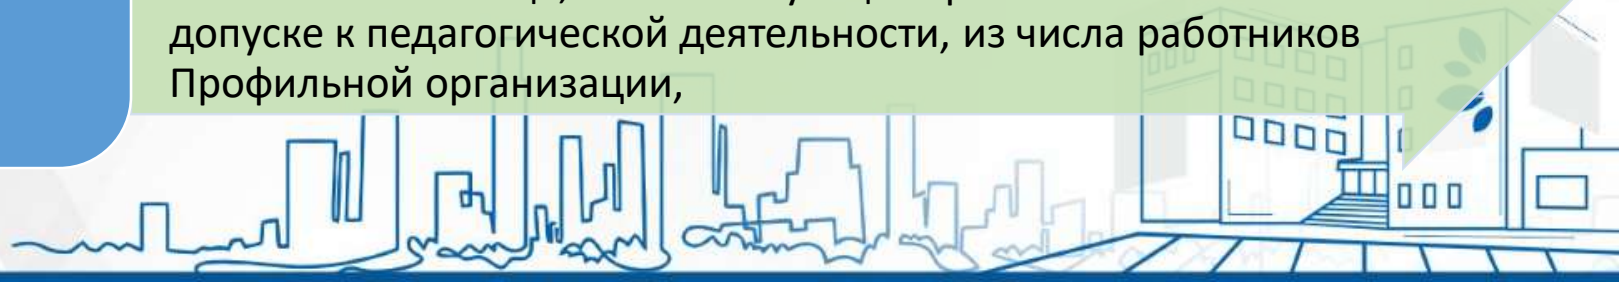 допуске к педагогической деятельности, из числа работников
Профильной организации,